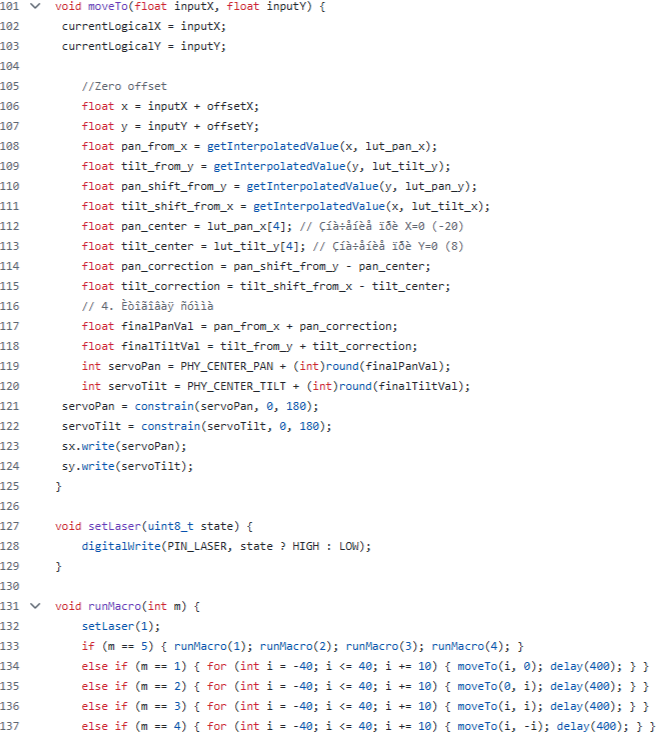 101 void moveTo(float inputX, float inputY) {
102 currentLogicalX = inputX;
103 currentLogicalY = inputY;
104
105 //Zero offset
106 float x = inputX + offsetX;
107 float y = inputY + offsetY;
108 float pan_from_x = getInterpolatedValue(x, lut_pan_x);
109 float tilt_from_y = getInterpolatedValue(y, lut_tilt_y);
110 float pan_shift_from_y = getInterpolatedValue(y, lut_pan_y);
111 float tilt_shift_from_x = getInterpolatedValue(x, lut_tilt_x);
112 float pan_center = lut_pan_x[4]; // Çíà÷åíèå ïðè X=0 (-20)
113 float tilt_center = lut_tilt_y[4]; // Çíà÷åíèå ïðè Y=0 (8)
114 float pan_correction = pan_shift_from_y - pan_center;
115 float tilt_correction = tilt_shift_from_x - tilt_center;
116 // 4. Èòîãîâàÿ ñóììà
117 float finalPanVal = pan_from_x + pan_correction;
118 float finalTiltVal = tilt_from_y + tilt_correction;
119 int servoPan = PHY_CENTER_PAN + (int)round(finalPanVal);
120 int servoTilt = PHY_CENTER_TILT + (int)round(finalTiltVal);
121 servoPan = constrain(servoPan, 0, 180);
122 servoTilt = constrain(servoTilt, 0, 180);
123 sx.write(servoPan);
124 sy.write(servoTilt);
125 }
126
127 void setLaser(uint8_t state) {
128 digitalWrite(PIN_LASER, state ? HIGH : LOW);
129 }
130
131 void runMacro(int m) {
132 setLaser(1);
133 if (m == 5) { runMacro(1); runMacro(2); runMacro(3); runMacro(4); }
134 else if (m == 1) { for (int i = -40; i <= 40; i += 10) { moveTo(i, 0); delay(400); } }
135 else if (m == 2) { for (int i = -40; i <= 40; i += 10) { moveTo(0, i); delay(400); } }
136 else if (m == 3) { for (int i = -40; i <= 40; i += 10) { moveTo(i, i); delay(400); } }
137 else if (m == 4) { for (int i = -40; i <= 40; i += 10) { moveTo(i, -i); delay(400); } }